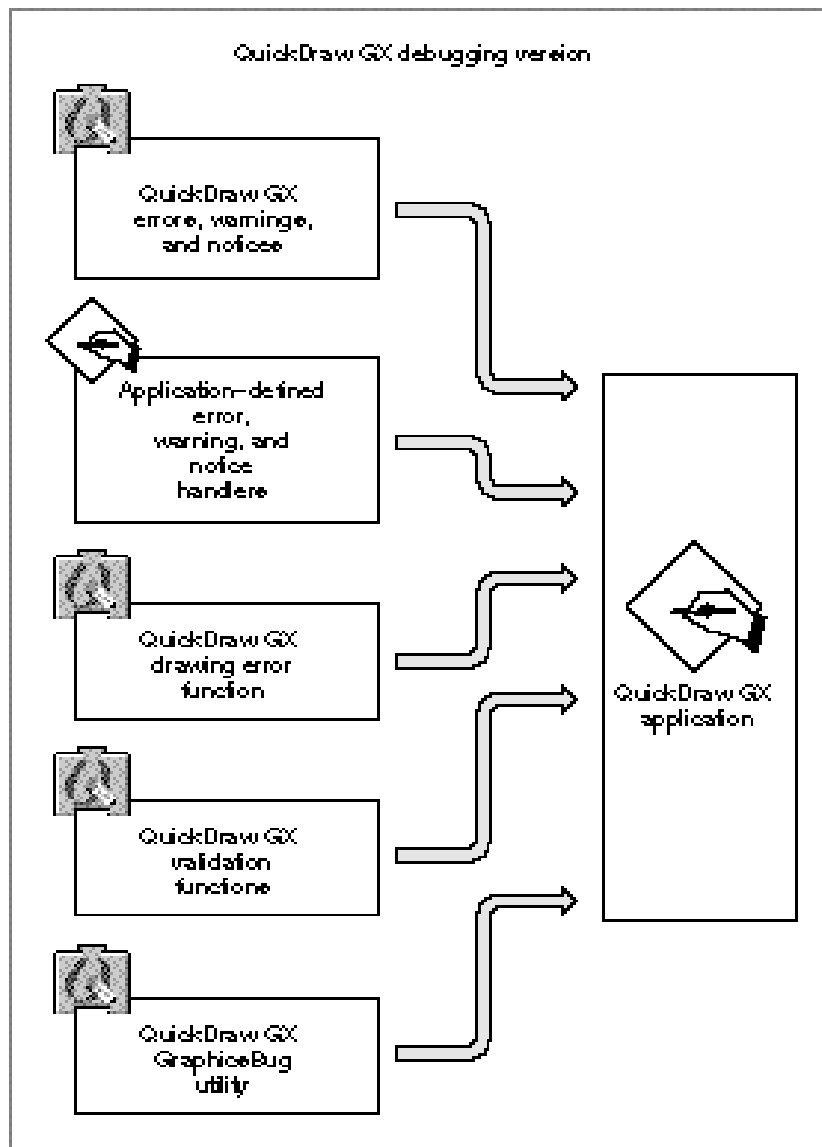 QuickDraw GX debugging version
QuickDraw GX
errors, warnings,
and notices
Application-defined
error,
warning, and
notice
handlers
QuickDraw GX
drawing error
function
QuickDraw GX
validation
functions
QuickDraw GX
GraphicsBug
utility
QuickDraw GX
application